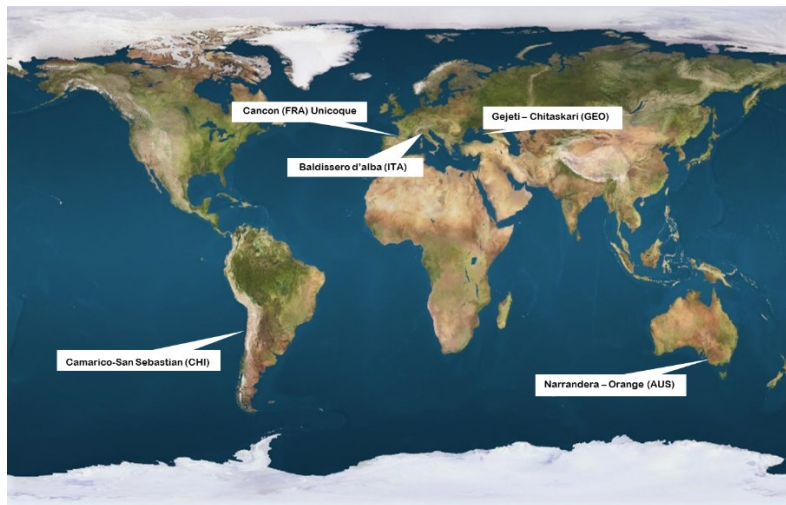 Cancon (FRA) Unicoque
Gejeti – Chitaskari (GEO)
Baldissero d'alba (ITA)
Camarico-San Sebastian (CHI)
Narrandera – Orange (AUS)